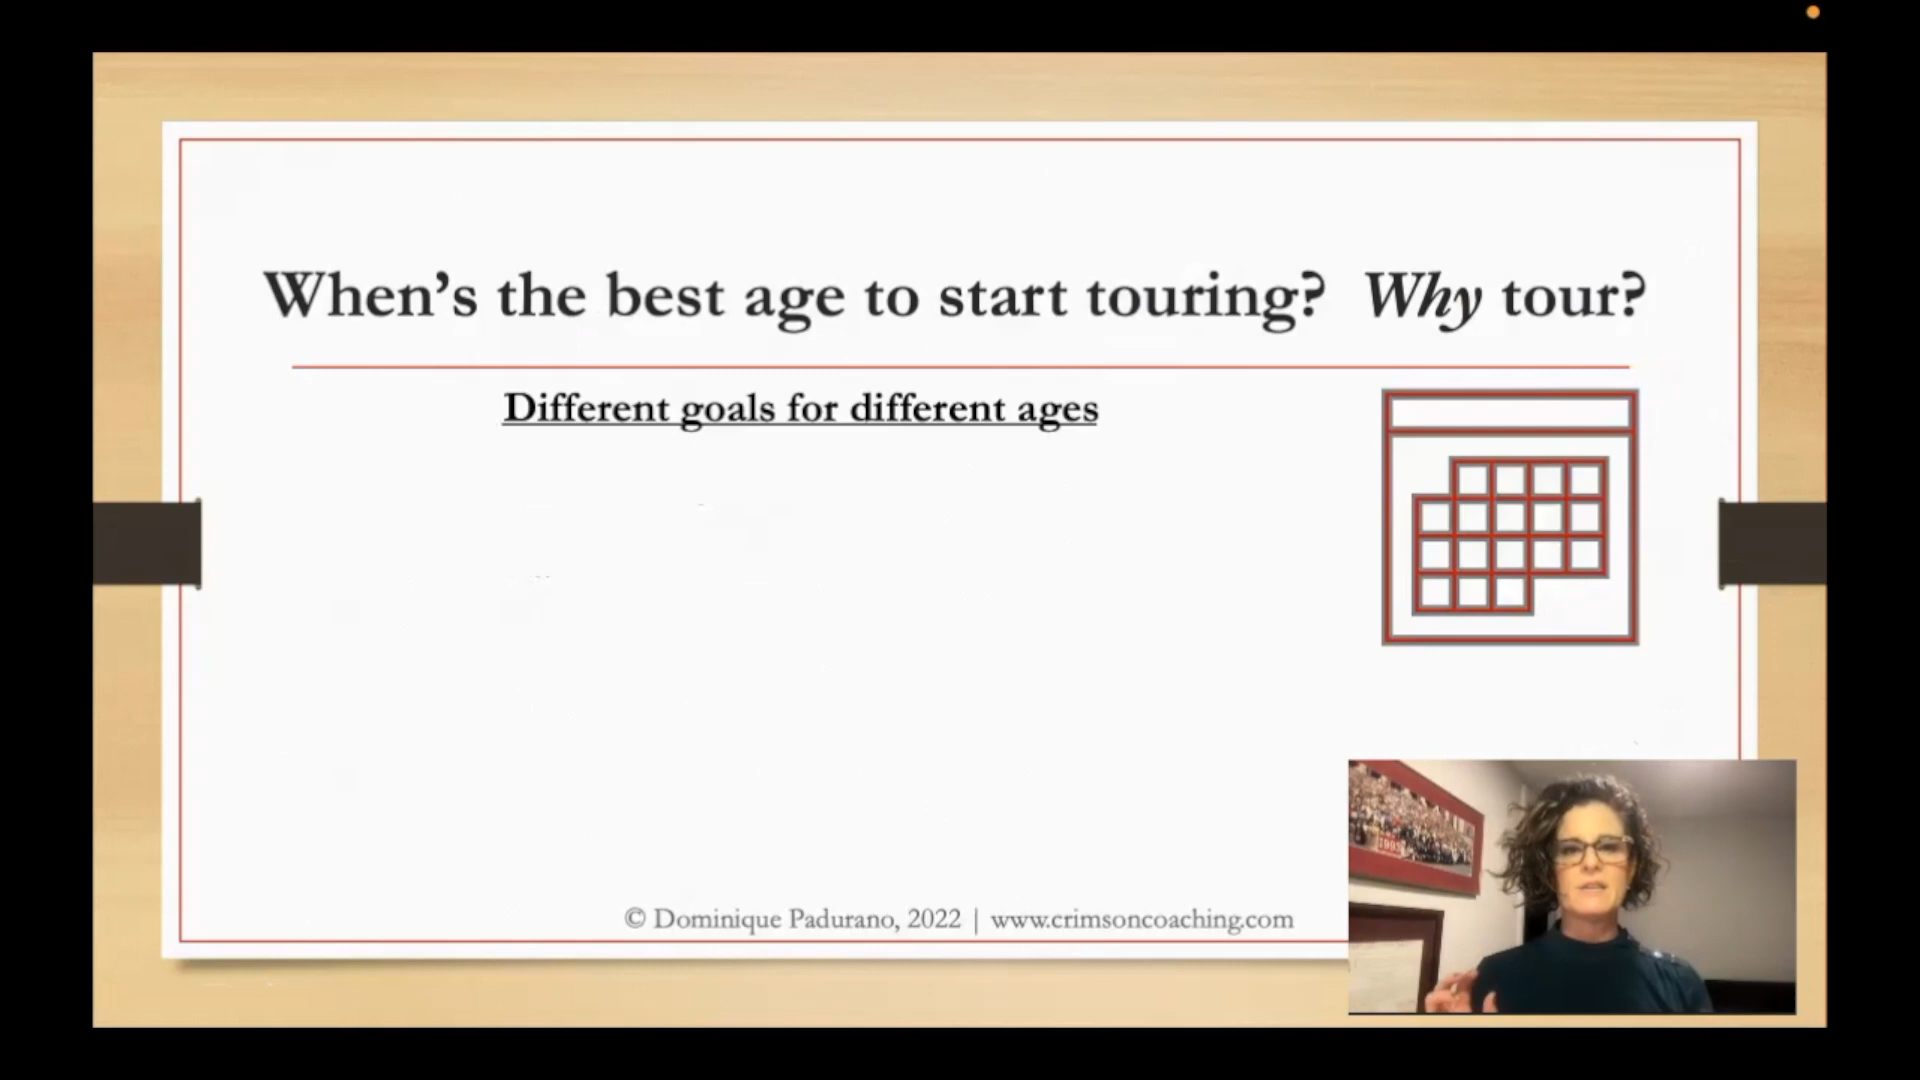 When's the best age to start touring? Why tour?
Different goals for different ages
© Dominique Padurano, 2022 | www.crimsoncoaching.com
1993